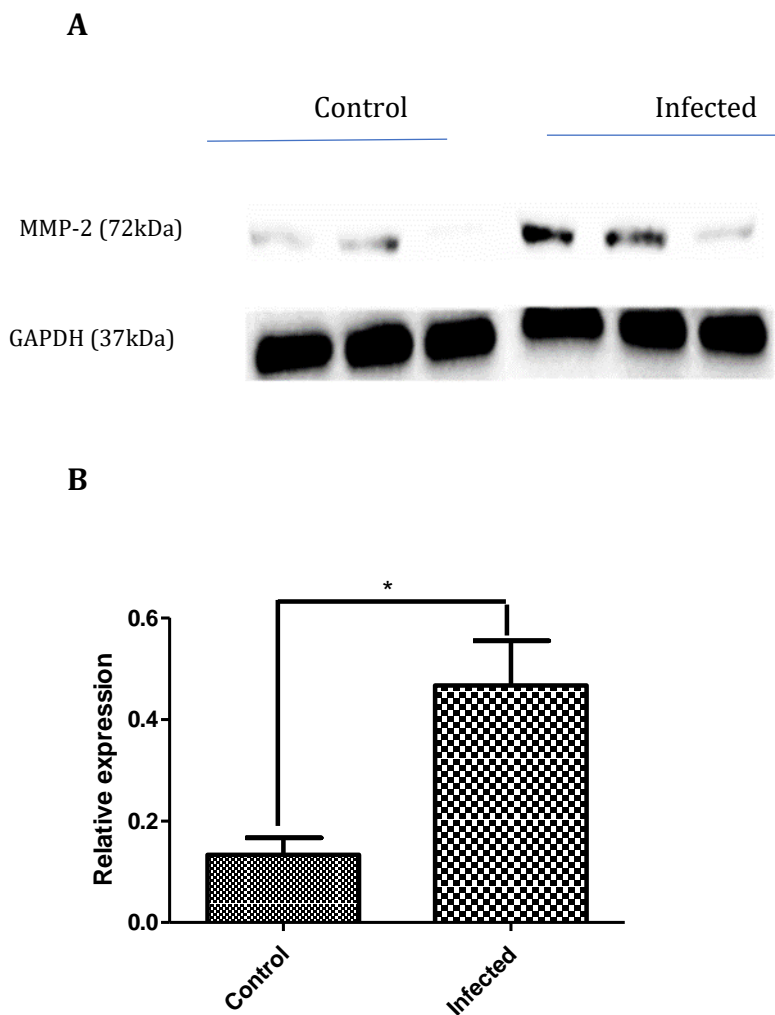 A
Control Infected
MMP-2 (72kDa)
GAPDH (37kDa)
B
*
0.6
0.4
0.2
0.0
Relative expression
Control
Infected